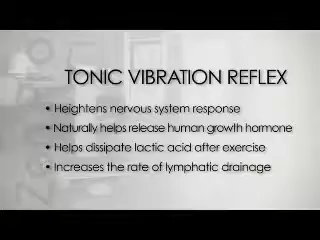 TONIC VIBRATION REFLEX
• Heightens nervous system response
• Naturally helps release human growth hormone
• Helps dissipate lactic acid after exercise
• Increases the rate of lymphatic drainage